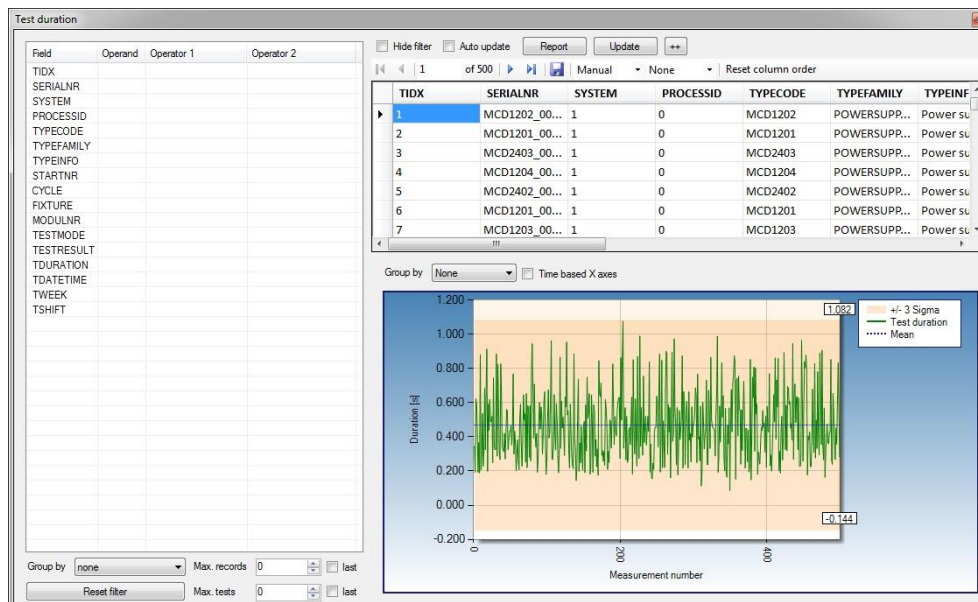 Test duration
Field Operand Operator 1 Operator 2
TIDX
SERIALNR
SYSTEM
PROCESSID
TYPECODE
TYPEFAMILY
TYPEINFO
STARTNR
CYCLE
FIXTURE
MODULNR
TESTMODE
TESTRESULT
TDURATION
TDATETIME
TWEEK
TSHIFT
Group by none Max. records 0 last
Reset filter Max. tests 0 last
Hide filter Auto update Report Update ++
1 of 500 Manual None Reset column order
TIDX SERIALNR SYSTEM PROCESSID TYPECODE TYPEFAMILY TYPEINF
1 MCD1202_00... 1 0 MCD1202 POWERSUPP... Power su
2 MCD1201_00... 1 0 MCD1201 POWERSUPP... Power su
3 MCD2403_00... 1 0 MCD2403 POWERSUPP... Power su
4 MCD1204_00... 1 0 MCD1204 POWERSUPP... Power su
5 MCD2402_00... 1 0 MCD2402 POWERSUPP... Power su
6 MCD1201_00... 1 0 MCD1201 POWERSUPP... Power su
7 MCD1203_00... 1 0 MCD1203 POWERSUPP... Power su
Group by None Time based X axes
1.200
1.000
0.800
0.600
0.400
0.200
0.000
-0.200
Duration [s]
1.082
-0.144
0 200 400
Measurement number
+/- 3 Sigma
Test duration
Mean